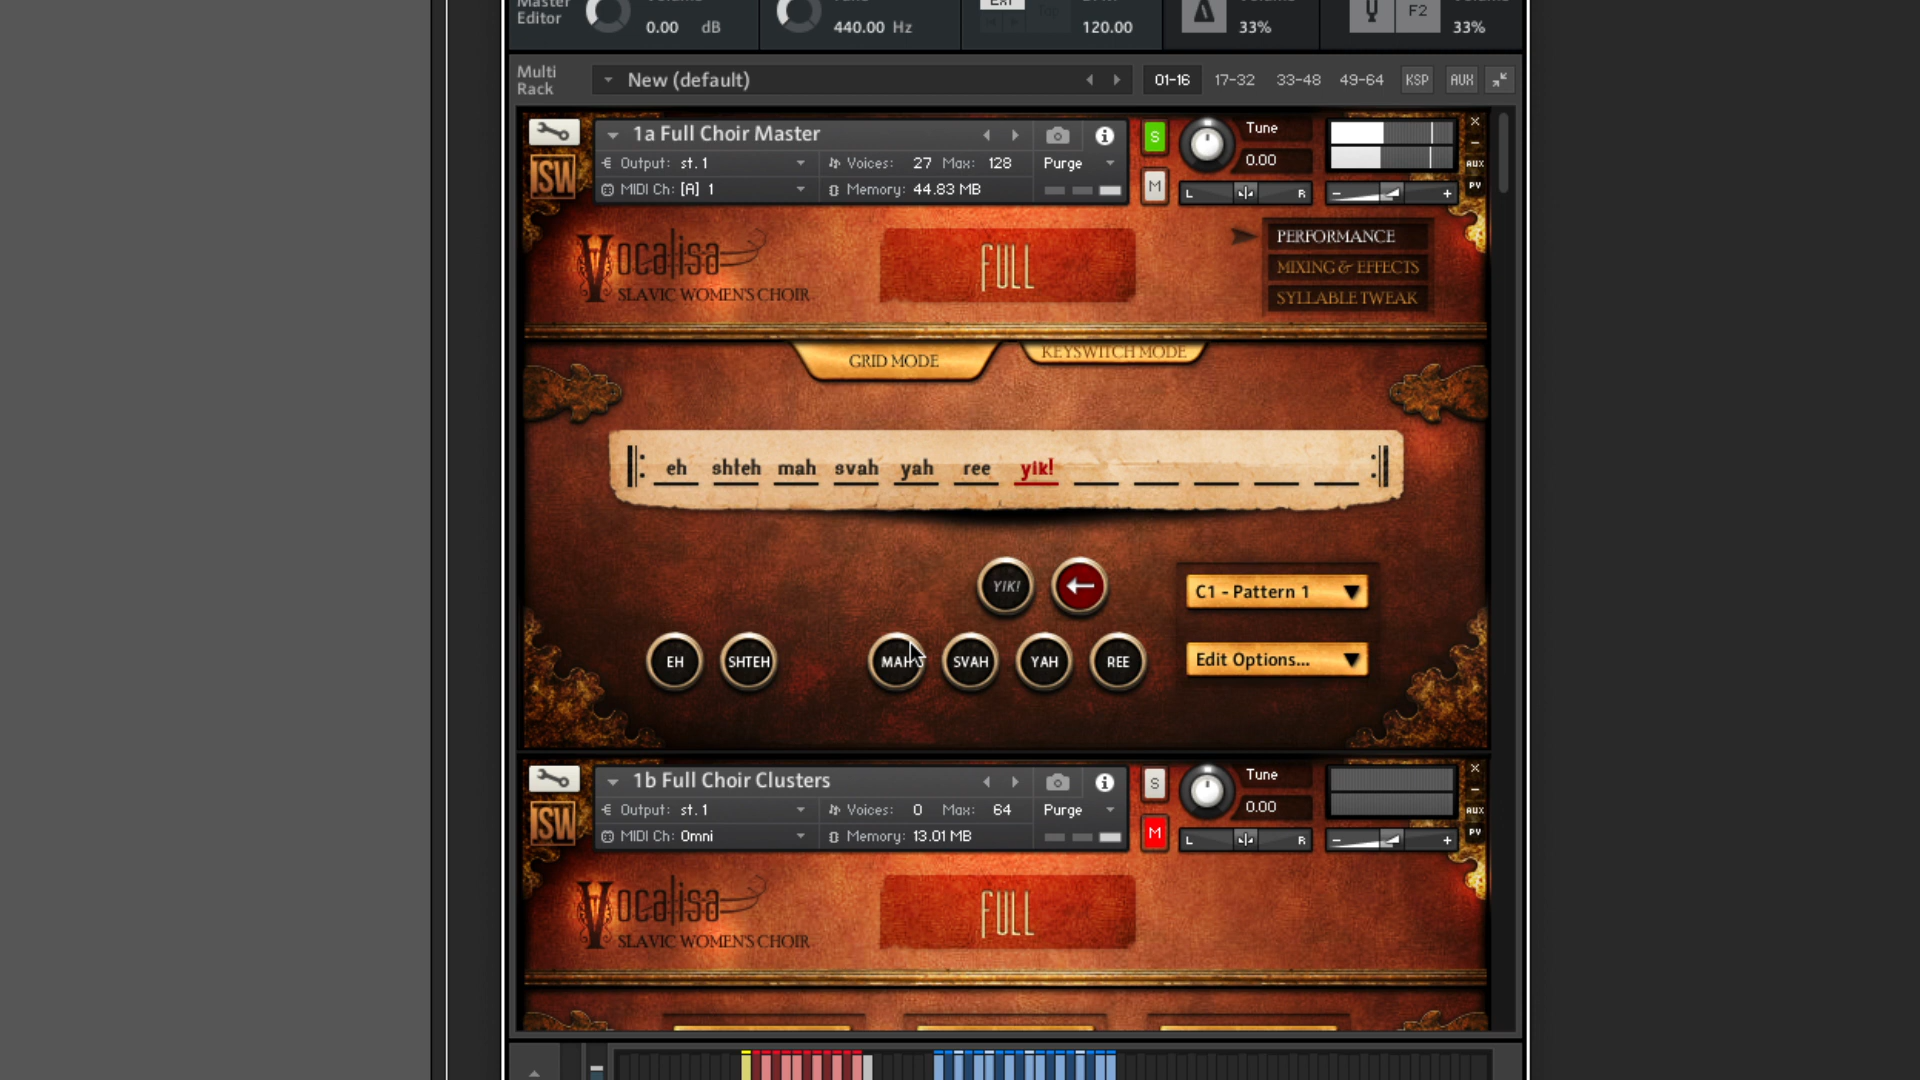 Master
Editor
0.00 dB
440.00 Hz
Ext
Tap
120.00
33%
F2
33%
Multi
Rack
New (default)
01-16 17-32 33-48 49-64 KSP AUX
1a Full Choir Master
Output: st. 1
Voices: 27 Max: 128
Purge
MIDI Ch: [A] 1
Memory: 44.83 MB
S
M
Tune
0.00
L R
- +
AUX
PV
ISW
Vocalisa
SLAVIC WOMEN'S CHOIR
FULL
PERFORMANCE
MIXING & EFFECTS
SYLLABLE TWEAK
GRID MODE
KEYSWITCH MODE
eh shteh mah svah yah ree yik!
YIK!
C1 - Pattern 1
EH SHTEH MAH SVAH YAH REE
Edit Options...
1b Full Choir Clusters
Output: st. 1
Voices: 0 Max: 64
Purge
MIDI Ch: Omni
Memory: 13.01 MB
S
M
Tune
0.00
L R
- +
AUX
PV
ISW
Vocalisa
SLAVIC WOMEN'S CHOIR
FULL